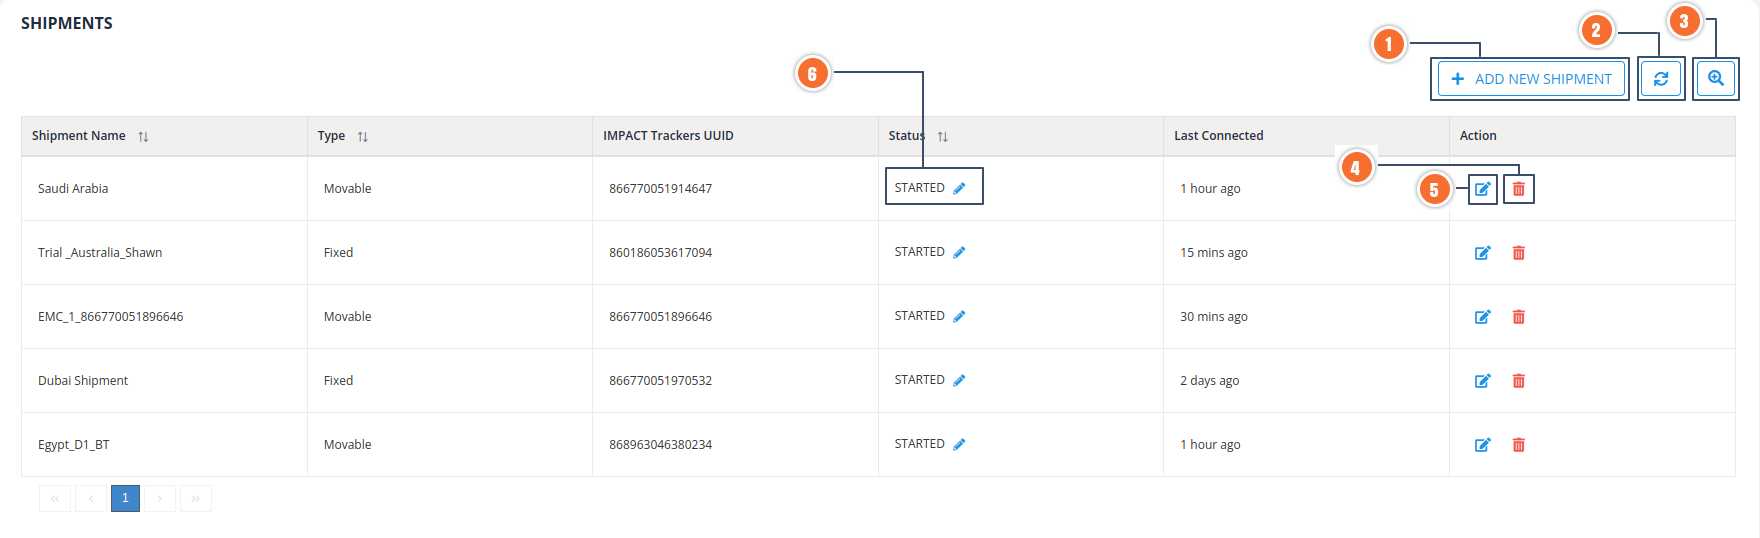 SHIPMENTS
1
2
3
6
ADD NEW SHIPMENT
Shipment Name Type IMPACT Trackers UUID Status Last Connected Action
4
5
Saudi Arabia Movable 866770051914647 STARTED 1 hour ago
Trial _Australia_Shawn Fixed 860186053617094 STARTED 15 mins ago
EMC_1_866770051896646 Movable 866770051896646 STARTED 30 mins ago
Dubai Shipment Fixed 866770051970532 STARTED 2 days ago
Egypt_D1_BT Movable 868963046380234 STARTED 1 hour ago
« ‹ 1 › »